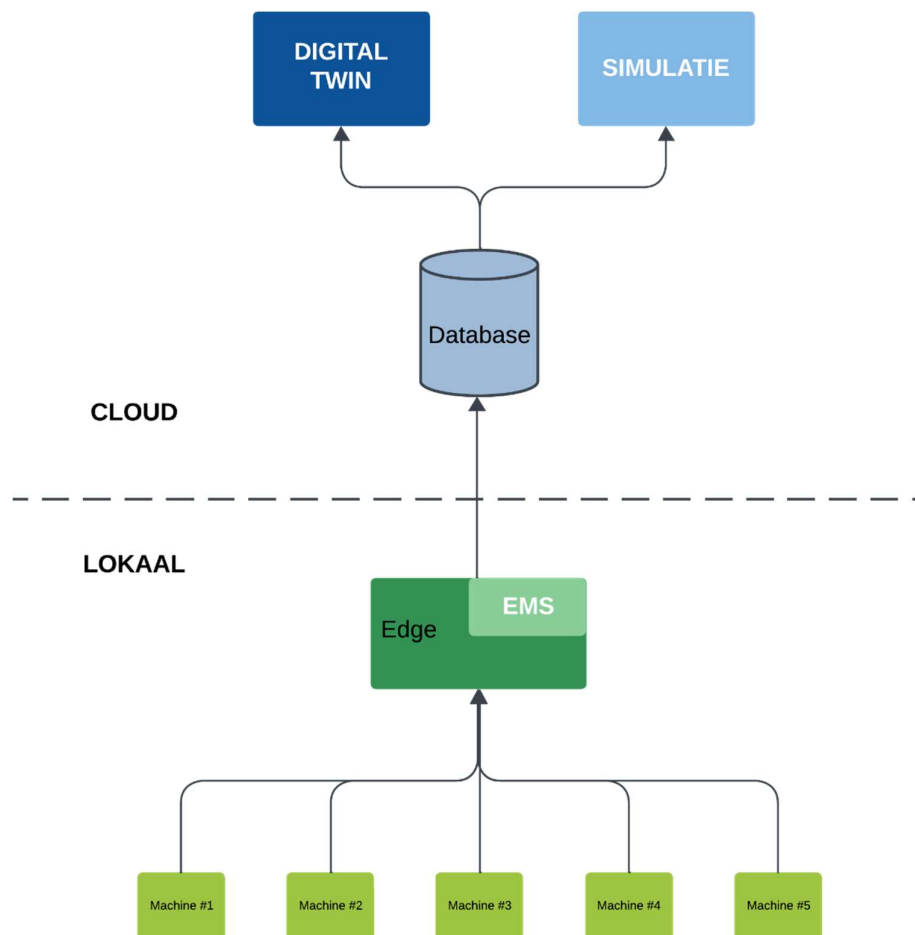 DIGITAL
TWIN
SIMULATIE
Database
CLOUD
LOKAAL
EMS
Edge
Machine #1
Machine #2
Machine #3
Machine #4
Machine #5